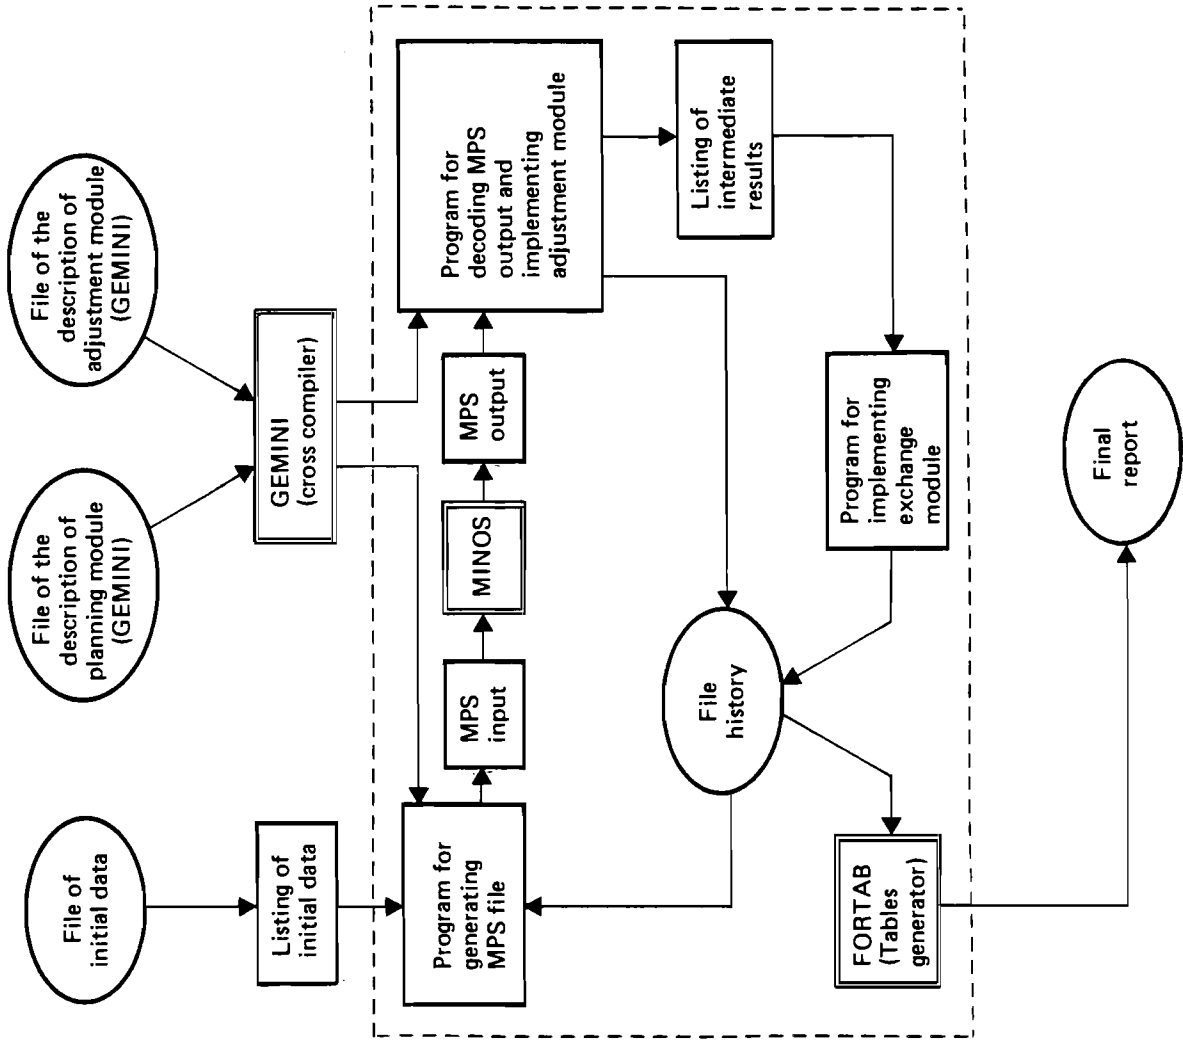 File of
initial data
File of the
description of
planning module
(GEMINI)
File of the
description of
adjustment module
(GEMINI)
Listing of
initial data
GEMINI
(cross compiler)
Program for
generating
MPS file
MPS
input
MINOS
MPS
output
Program for
decoding MPS
output and
implementing
adjustment module
File
history
Listing of
intermediate
results
FORTAB
(Tables
generator)
Program for
implementing
exchange
module
Final
report